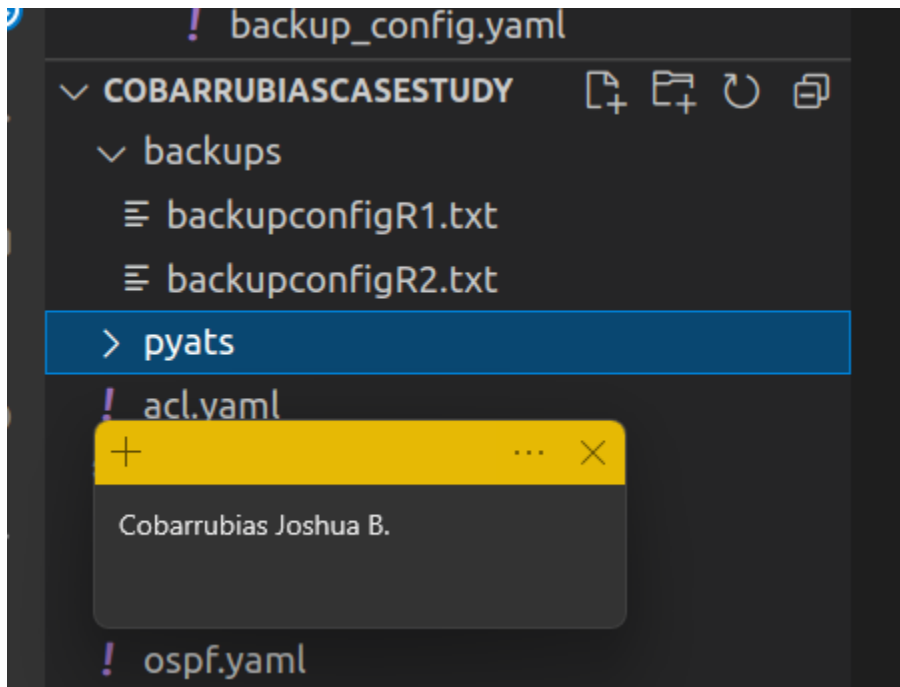 backup_config.yaml
COBARRUBIASCASESTUDY
backups
backupconfigR1.txt
backupconfigR2.txt
pyats
acl.yaml
Cobarrubias Joshua B.
ospf.yaml